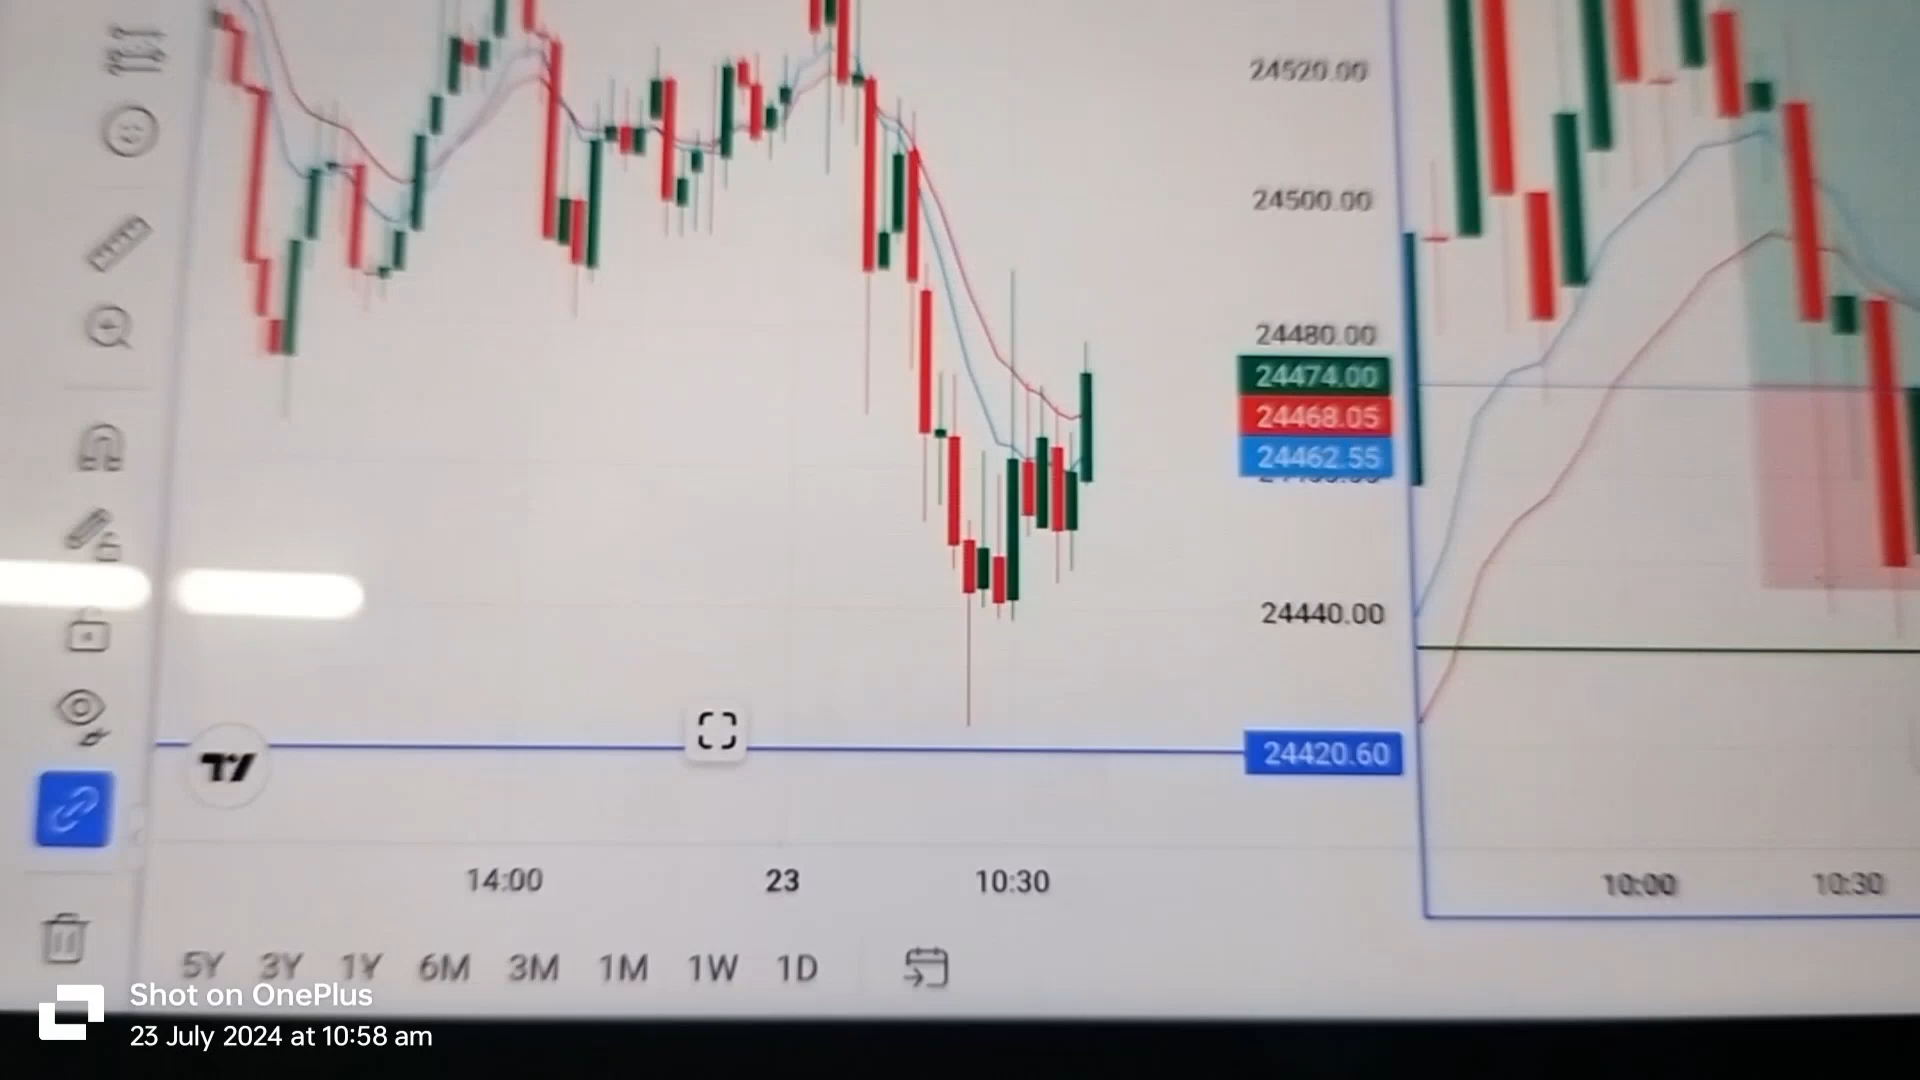 24520.00
24500.00
24480.00
24474.00
24468.05
24462.55
24440.00
24420.60
14:00 23 10:30
10:00 10:30
5Y 3Y 1Y 6M 3M 1M 1W 1D
Shot on OnePlus
23 July 2024 at 10:58 am